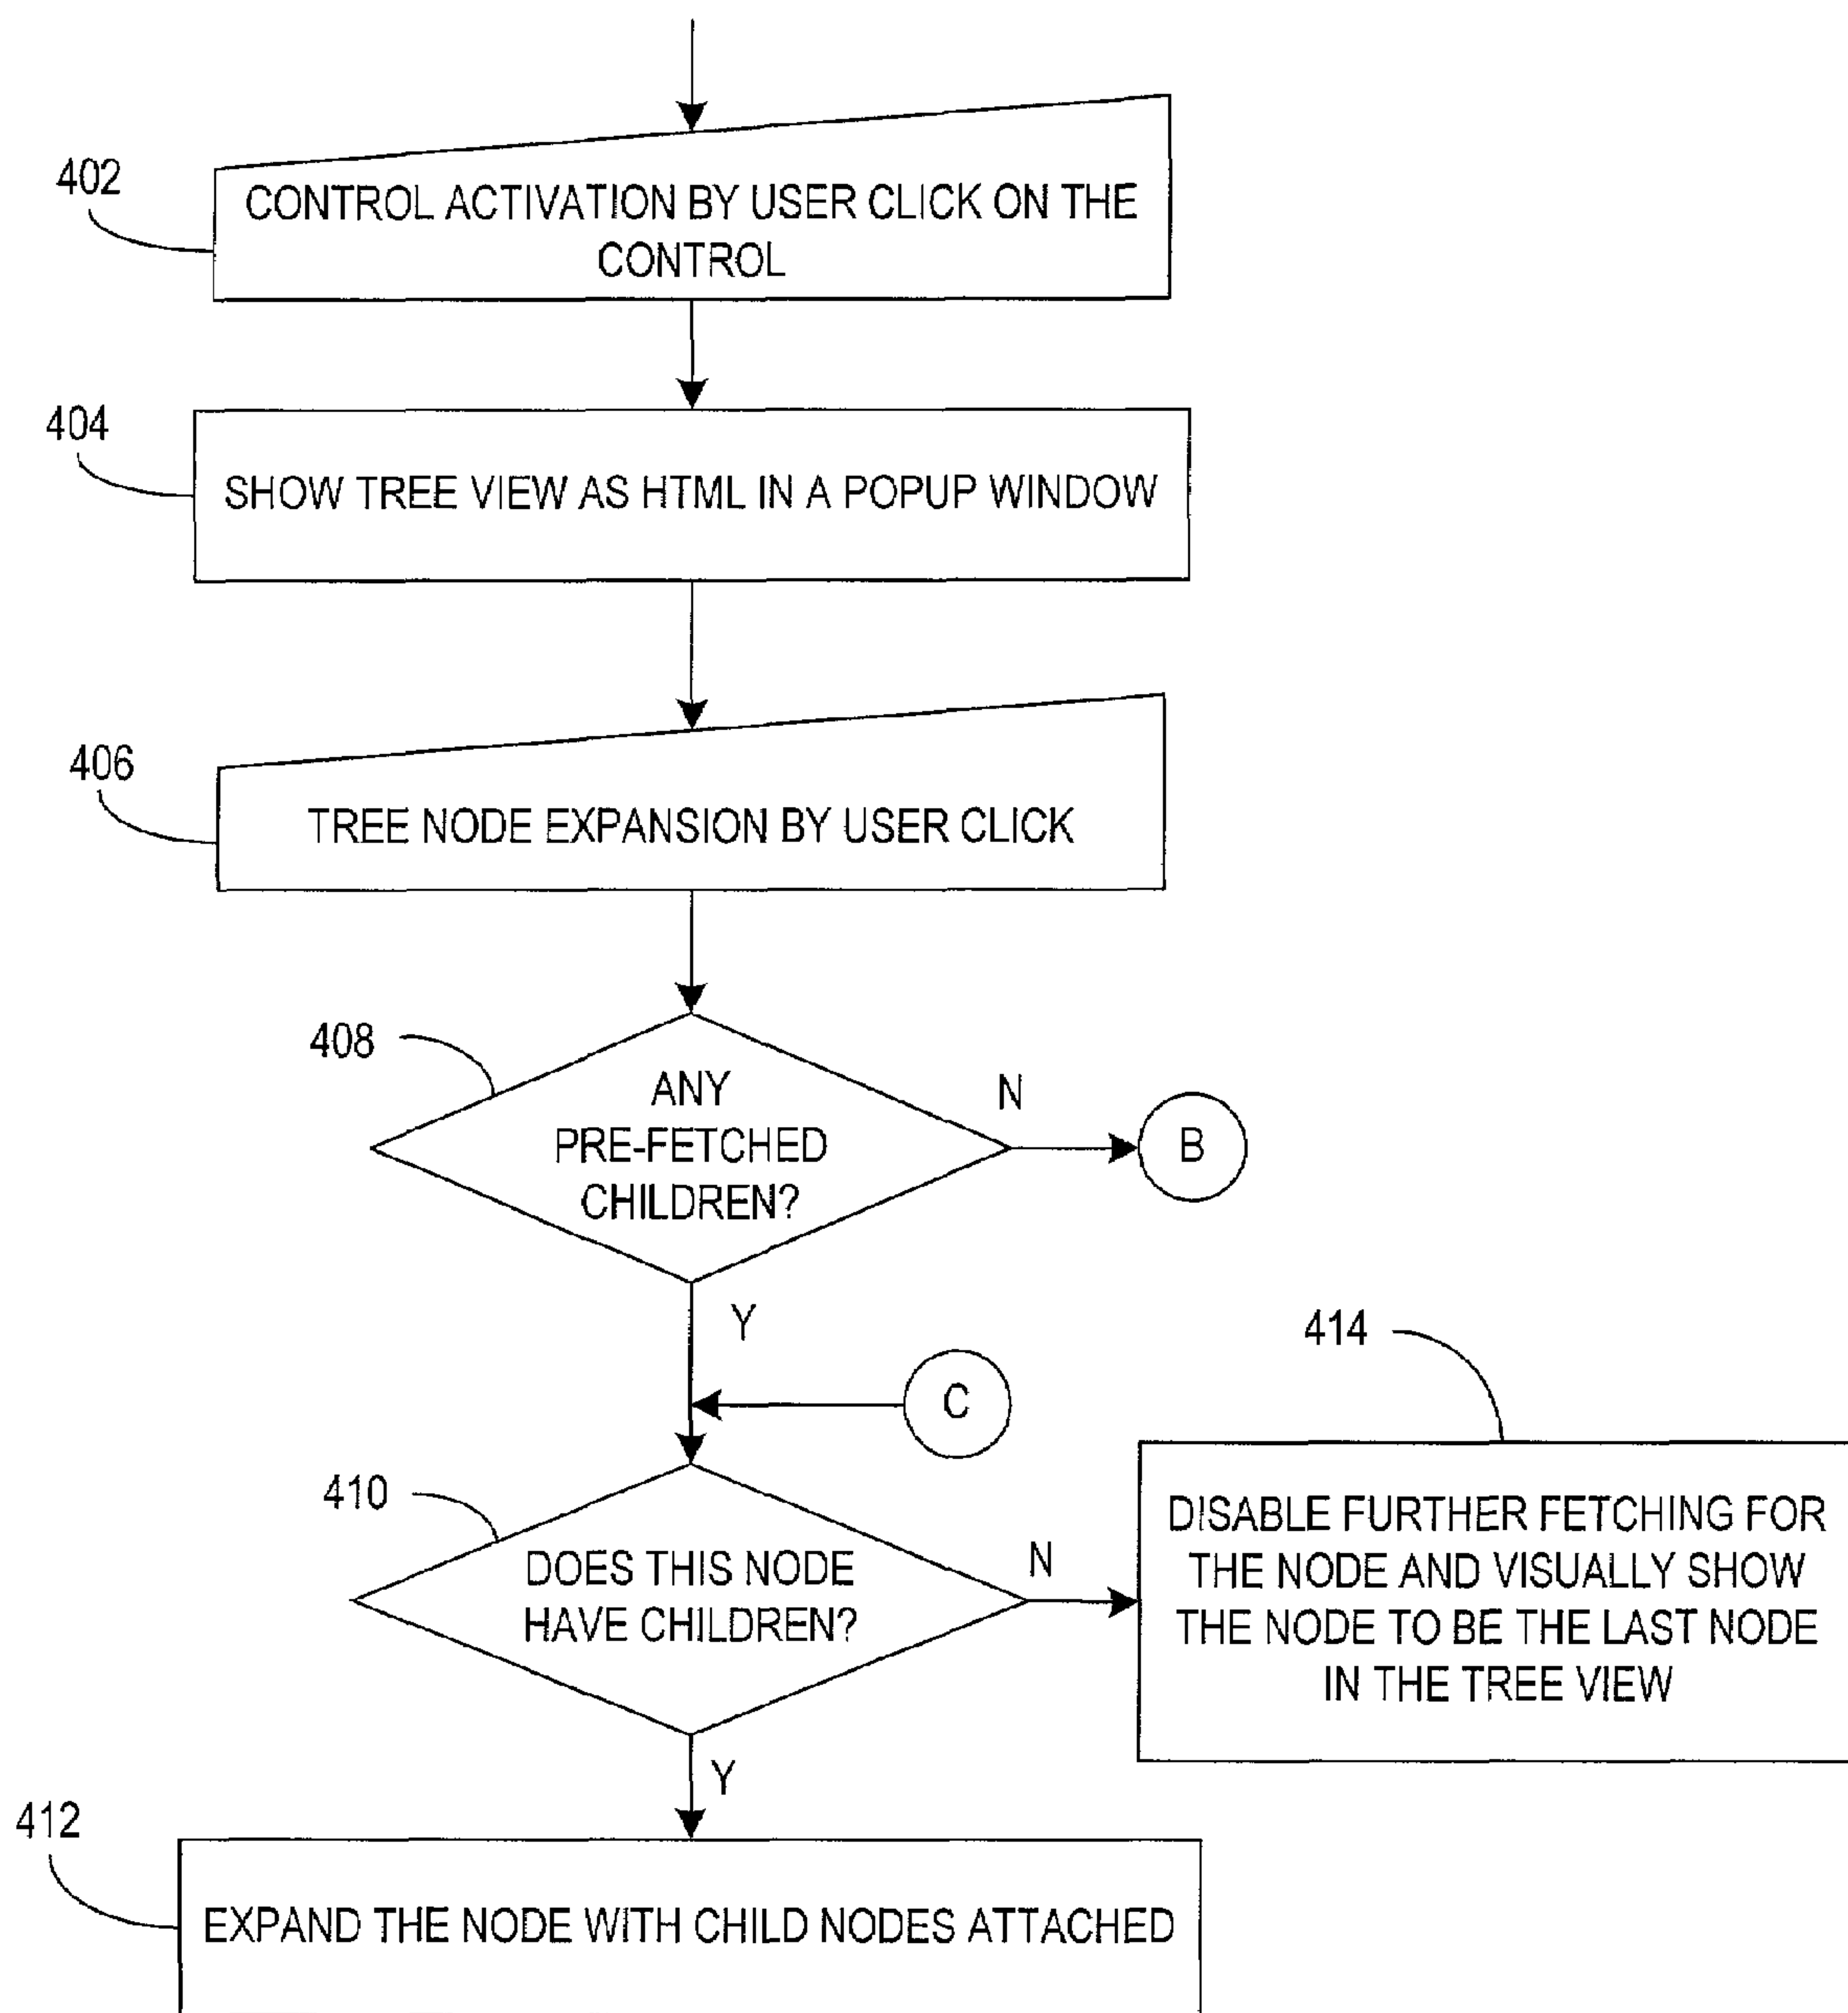 402
CONTROL ACTIVATION BY USER CLICK ON THE
CONTROL
404
SHOW TREE VIEW AS HTML IN A POPUP WINDOW
406
TREE NODE EXPANSION BY USER CLICK
408
ANY
PRE-FETCHED
CHILDREN?
N
B
Y
C
414
410
DOES THIS NODE
HAVE CHILDREN?
N
DISABLE FURTHER FETCHING FOR
THE NODE AND VISUALLY SHOW
THE NODE TO BE THE LAST NODE
IN THE TREE VIEW
Y
412
EXPAND THE NODE WITH CHILD NODES ATTACHED